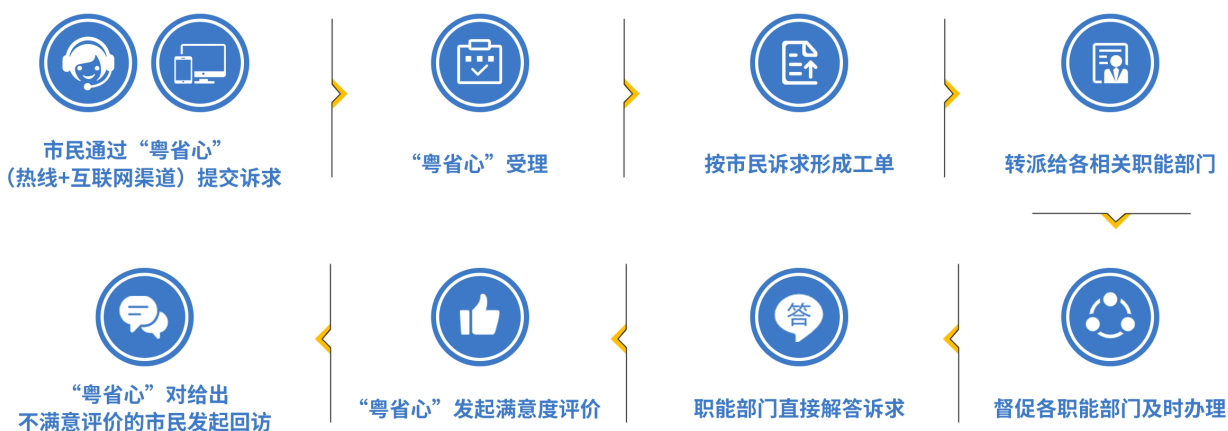 市民通过“粤省心”
（热线+互联网渠道）提交诉求
“粤省心”受理
按市民诉求形成工单
转派给各相关职能部门
督促各职能部门及时办理
答
职能部门直接解答诉求
“粤省心”发起满意度评价
“粤省心”对给出
不满意评价的市民发起回访